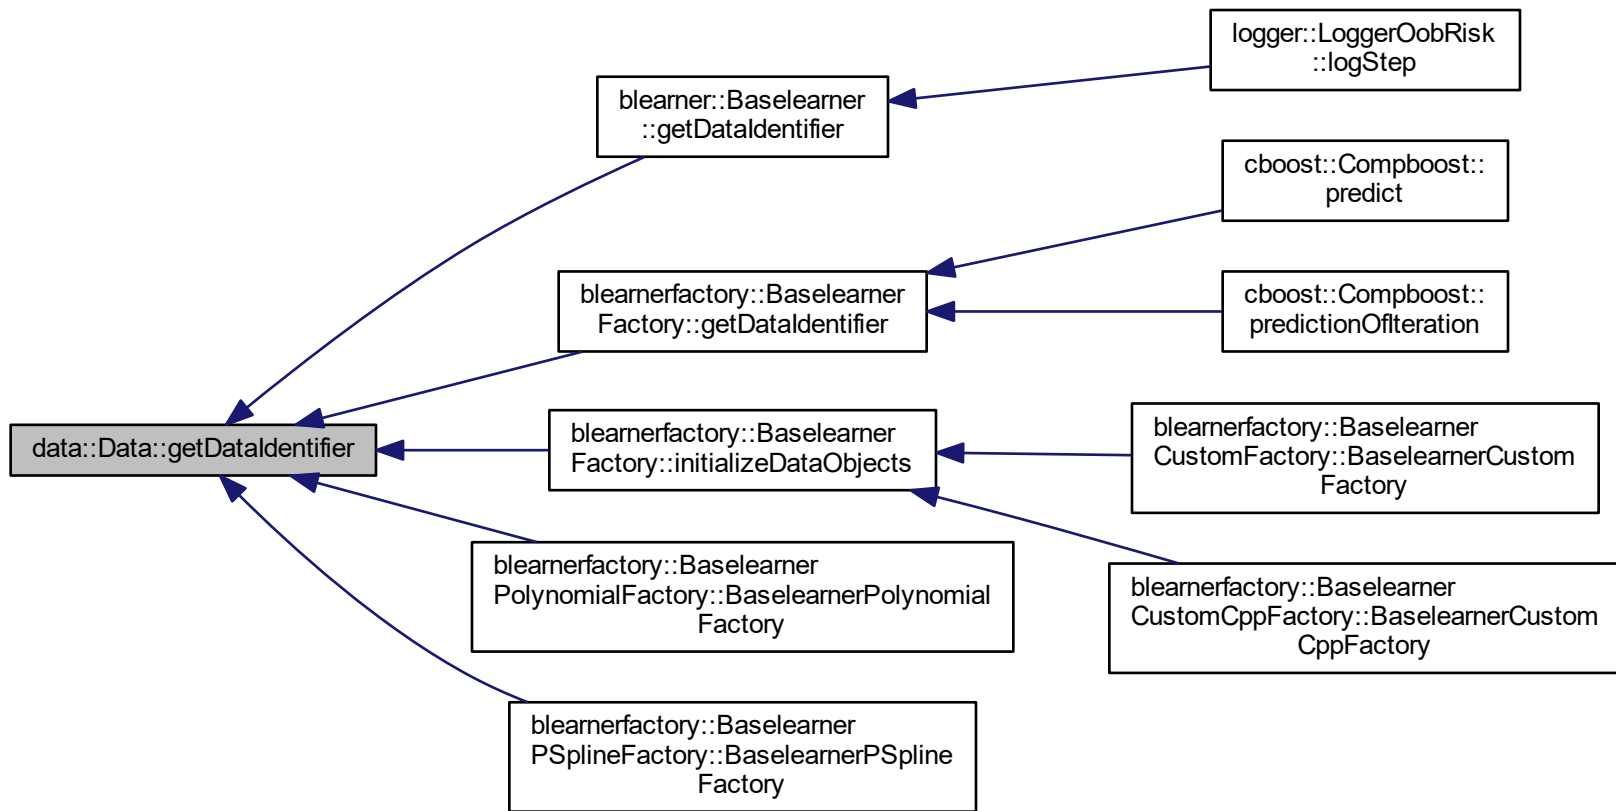 logger::LoggerOobRisk
::logStep
blearner::Baselearner
::getDataIdentifier
cboost::Compboost::
predict
blearnerfactory::Baselearner
Factory::getDataIdentifier
cboost::Compboost::
predictionOfIteration
data::Data::getDataIdentifier
blearnerfactory::Baselearner
Factory::initializeDataObjects
blearnerfactory::Baselearner
CustomFactory::BaselearnerCustom
Factory
blearnerfactory::Baselearner
PolynomialFactory::BaselearnerPolynomial
Factory
blearnerfactory::Baselearner
CustomCppFactory::BaselearnerCustom
CppFactory
blearnerfactory::Baselearner
PSplineFactory::BaselearnerPSpline
Factory